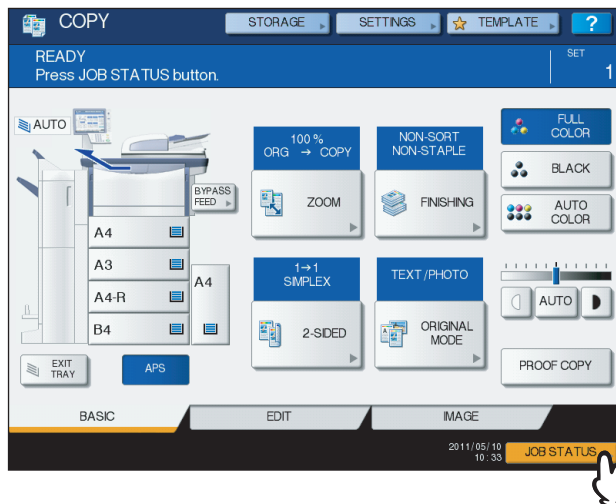 COPY
STORAGE
SETTINGS
TEMPLATE
?
READY
Press JOB STATUS button.
SET
1
AUTO
BYPASS
FEED
A4
A3
A4-R
B4
A4
EXIT
TRAY
APS
100 %
ORG → COPY
ZOOM
NON-SORT
NON-STAPLE
FINISHING
1→1
SIMPLEX
2-SIDED
TEXT/PHOTO
ORIGINAL
MODE
FULL
COLOR
BLACK
AUTO
COLOR
AUTO
PROOF COPY
BASIC
EDIT
IMAGE
2011/05/10
10:33
JOB STATUS